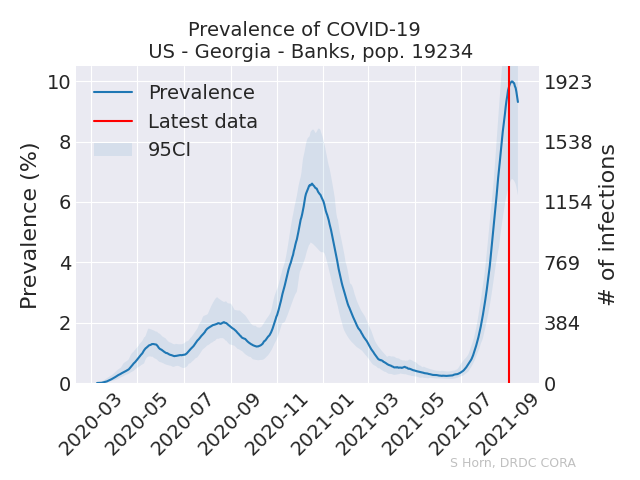 Prevalence of COVID-19
US - Georgia - Banks, pop. 19234
Prevalence (%)
10
8
6
4
2
0
Prevalence
Latest data
95CI
1923
1538
1154
769
384
0
# of infections
2020-03
2020-05
2020-07
2020-09
2020-11
2021-01
2021-03
2021-05
2021-07
2021-09
S Horn, DRDC CORA